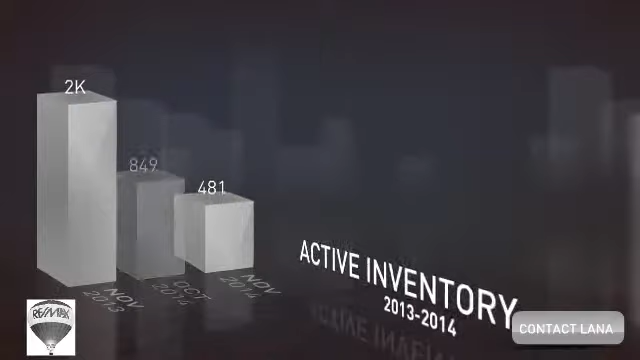 2K
849
481
NOV
2013
OCT
2014
NOV
2014
ACTIVE INVENTORY
2013-2014
RE/MAX
CONTACT LANA